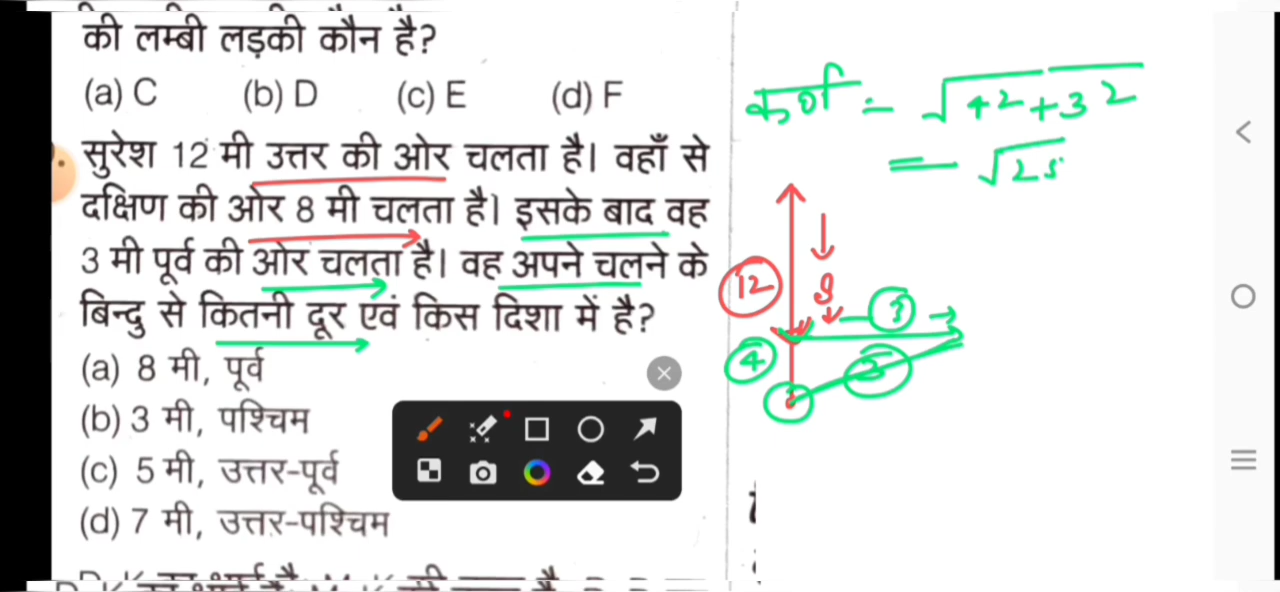 की लम्बी लड़की कौन है?
(a) C (b) D (c) E (d) F
सुरेश 12 मी उत्तर की ओर चलता है। वहाँ से
दक्षिण की ओर 8 मी चलता है। इसके बाद वह
3 मी पूर्व की ओर चलता है। वह अपने चलने के
बिन्दु से कितनी दूर एवं किस दिशा में है?
(a) 8 मी, पूर्व
(b) 3 मी, पश्चिम
(c) 5 मी, उत्तर-पूर्व
(d) 7 मी, उत्तर-पश्चिम
कर्ण = √4²+3²
= √25
12
8
3
4
5